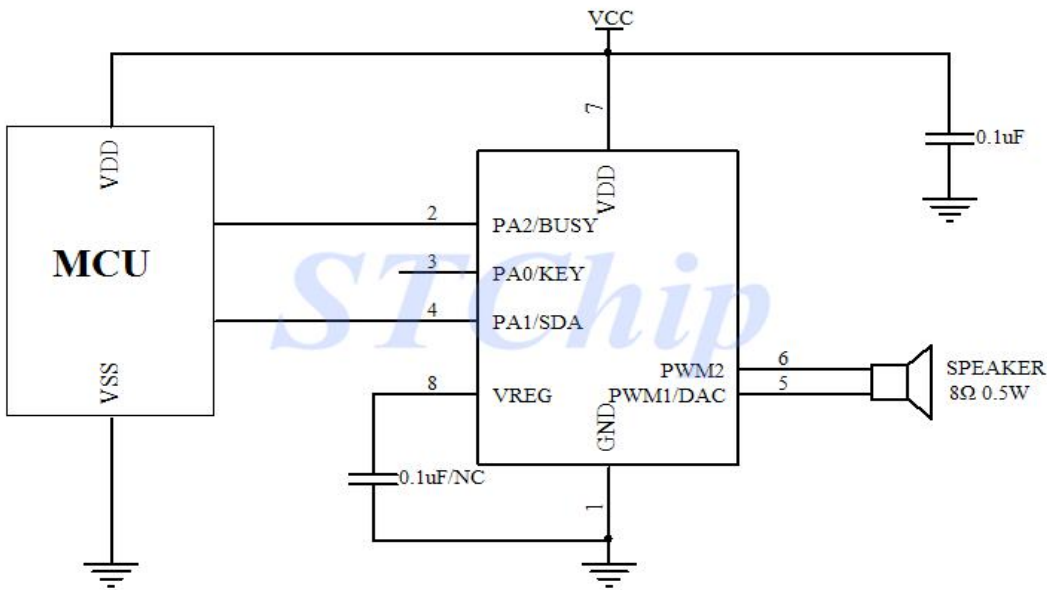 VCC
7
VDD
VDD
0.1uF
2
PA2/BUSY
MCU
3
PA0/KEY
STChip
4
PA1/SDA
6
PWM2
SPEAKER
VSS
8
VREG
5
PWM1/DAC
8Ω 0.5W
GND
0.1uF/NC
1